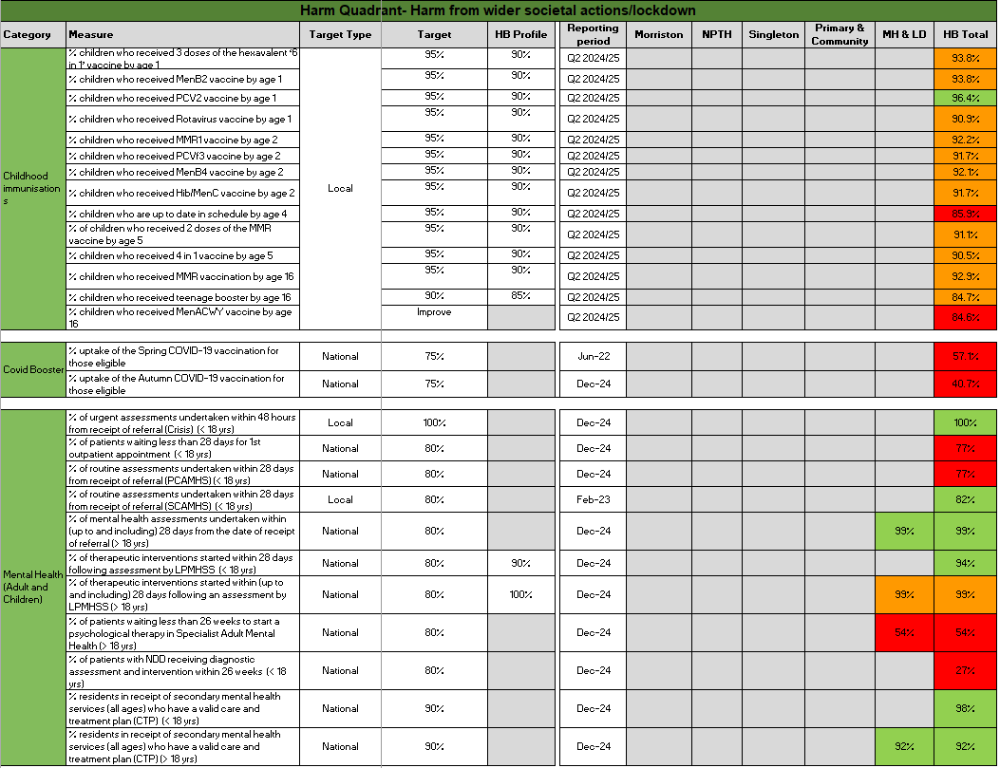 Harm Quadrant- Harm from wider societal actions/lockdown
Category Measure Target Type Target HB Profile Reporting period Morriston NPTH Singleton Primary & Community MH & LD HB Total
Childhood immunisations
Local
% children who received 3 doses of the hexavalent '6 in 1' vaccine by age 1 95% 90% Q2 2024/25 93.8%
% children who received MenB2 vaccine by age 1 95% 90% Q2 2024/25 93.8%
% children who received PCV2 vaccine by age 1 95% 90% Q2 2024/25 96.4%
% children who received Rotavirus vaccine by age 1 95% 90% Q2 2024/25 90.9%
% children who received MMR1 vaccine by age 2 95% 90% Q2 2024/25 92.2%
% children who received PCVf3 vaccine by age 2 95% 90% Q2 2024/25 91.7%
% children who received MenB4 vaccine by age 2 95% 90% Q2 2024/25 92.1%
% children who received Hib/MenC vaccine by age 2 95% 90% Q2 2024/25 91.7%
% children who are up to date in schedule by age 4 95% 90% Q2 2024/25 85.9%
% of children who received 2 doses of the MMR vaccine by age 5 95% 90% Q2 2024/25 91.1%
% children who received 4 in 1 vaccine by age 5 95% 90% Q2 2024/25 90.5%
% children who received MMR vaccination by age 16 95% 90% Q2 2024/25 92.9%
% children who received teenage booster by age 16 90% 85% Q2 2024/25 84.7%
% children who received MenACWY vaccine by age 16 Improve Q2 2024/25 84.6%
Covid Booster
% uptake of the Spring COVID-19 vaccination for those eligible National 75% Jun-22 57.1%
% uptake of the Autumn COVID-19 vaccination for those eligible National 75% Dec-24 40.7%
Mental Health (Adult and Children)
% of urgent assessments undertaken within 48 hours from receipt of referral (Crisis) (< 18 yrs) Local 100% Dec-24 100%
% of patients waiting less than 28 days for 1st outpatient appointment (< 18 yrs) National 80% Dec-24 77%
% of routine assessments undertaken within 28 days from receipt of referral (PCAMHS) (< 18 yrs) National 80% Dec-24 77%
% of routine assessments undertaken within 28 days from receipt of referral (SCAMHS) (< 18 yrs) Local 80% Feb-23 82%
% of mental health assessments undertaken within (up to and including) 28 days from the date of receipt of referral (> 18 yrs) National 80% Dec-24 99% 99%
% of therapeutic interventions started within 28 days following assessment by LPMHSS (< 18 yrs) National 80% 90% Dec-24 94%
% of therapeutic interventions started within (up to and including) 28 days following an assessment by LPMHSS (> 18 yrs) National 80% 100% Dec-24 99% 99%
% of patients waiting less than 26 weeks to start a psychological therapy in Specialist Adult Mental Health (> 18 yrs) National 80% Dec-24 54% 54%
% of patients with NDD receiving diagnostic assessment and intervention within 26 weeks (< 18 yrs) National 80% Dec-24 27%
% residents in receipt of secondary mental health services (all ages) who have a valid care and treatment plan (CTP) (< 18 yrs) National 90% Dec-24 98%
% residents in receipt of secondary mental health services (all ages) who have a valid care and treatment plan (CTP) (> 18 yrs) National 90% Dec-24 92% 92%